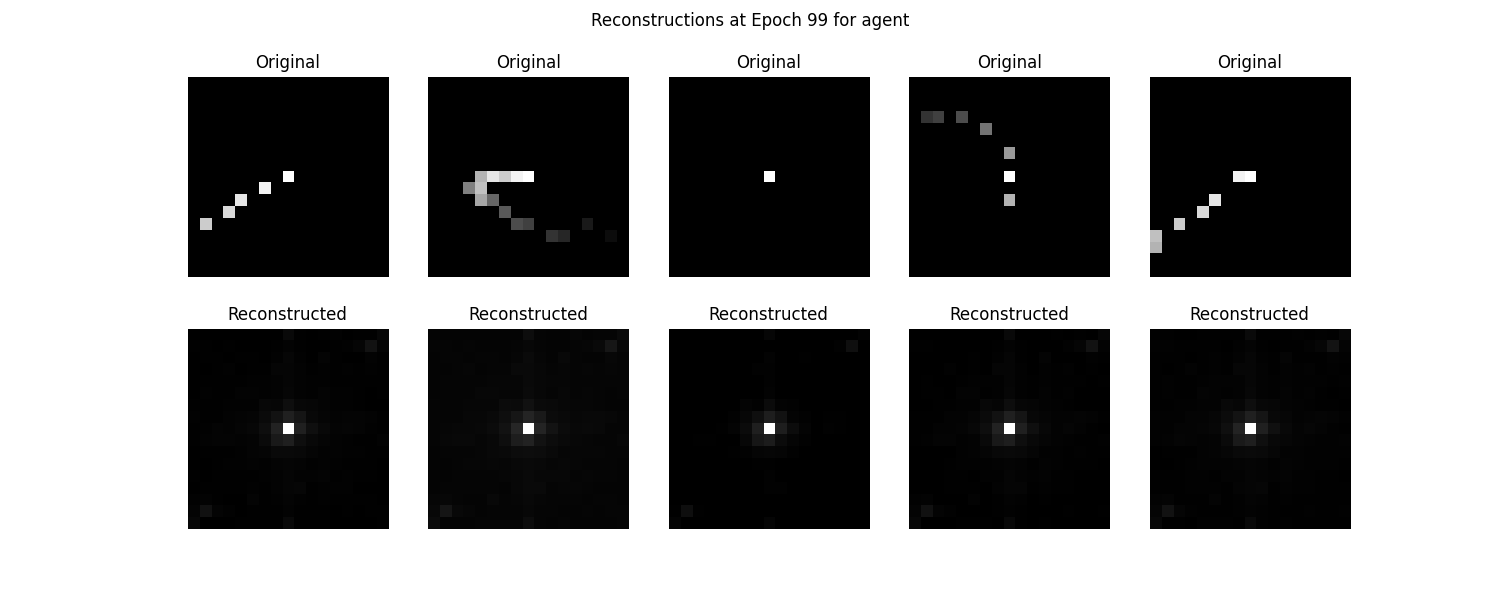 Reconstructions at Epoch 99 for agent
Original Original Original Original Original
Reconstructed Reconstructed Reconstructed Reconstructed Reconstructed